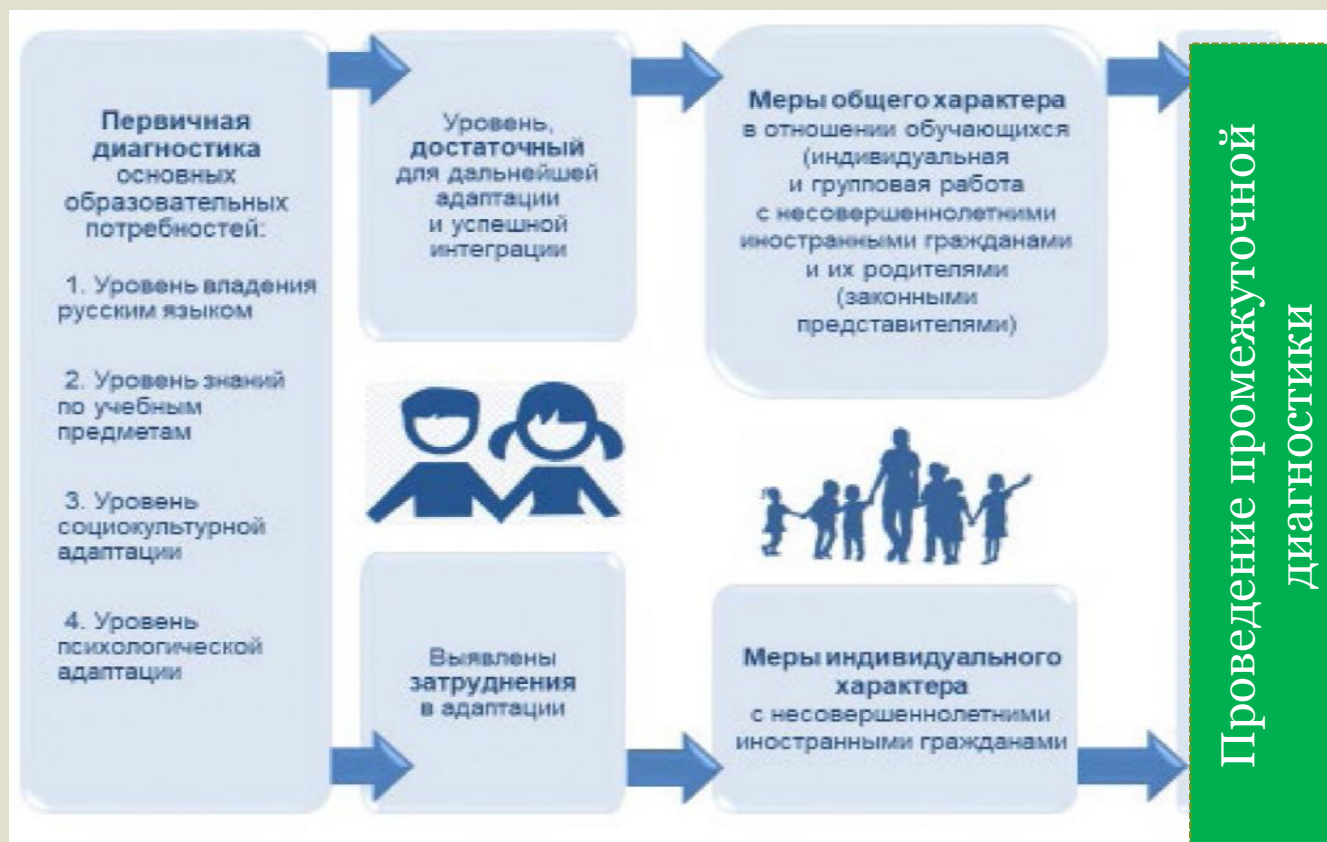 Первичная
диагностика
основных
образовательных
потребностей:
1. Уровень владения
русским языком
2. Уровень знаний
по учебным
предметам
3. Уровень
социокультурной
адаптации
4. Уровень
психологической
адаптации
Уровень,
достаточный
для дальнейшей
адаптации
и успешной
интеграции
Выявлены
затруднения
в адаптации
Меры общего характера
в отношении обучающихся
(индивидуальная
и групповая работа
с несовершеннолетними
иностранными гражданами
и их родителями
(законными
представителями)
Меры индивидуального
характера
с несовершеннолетними
иностранными гражданами
Проведение промежуточной
диагностики